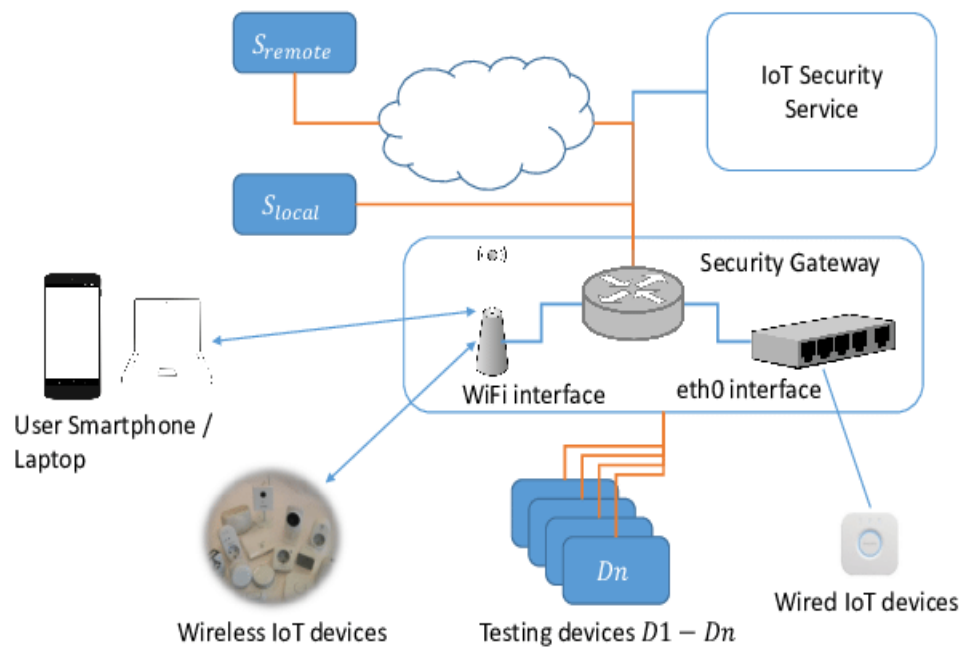 S_remote
IoT Security
Service
S_local
Security Gateway
WiFi interface
eth0 interface
User Smartphone /
Laptop
Dn
Wireless IoT devices
Testing devices D1 − Dn
Wired IoT devices